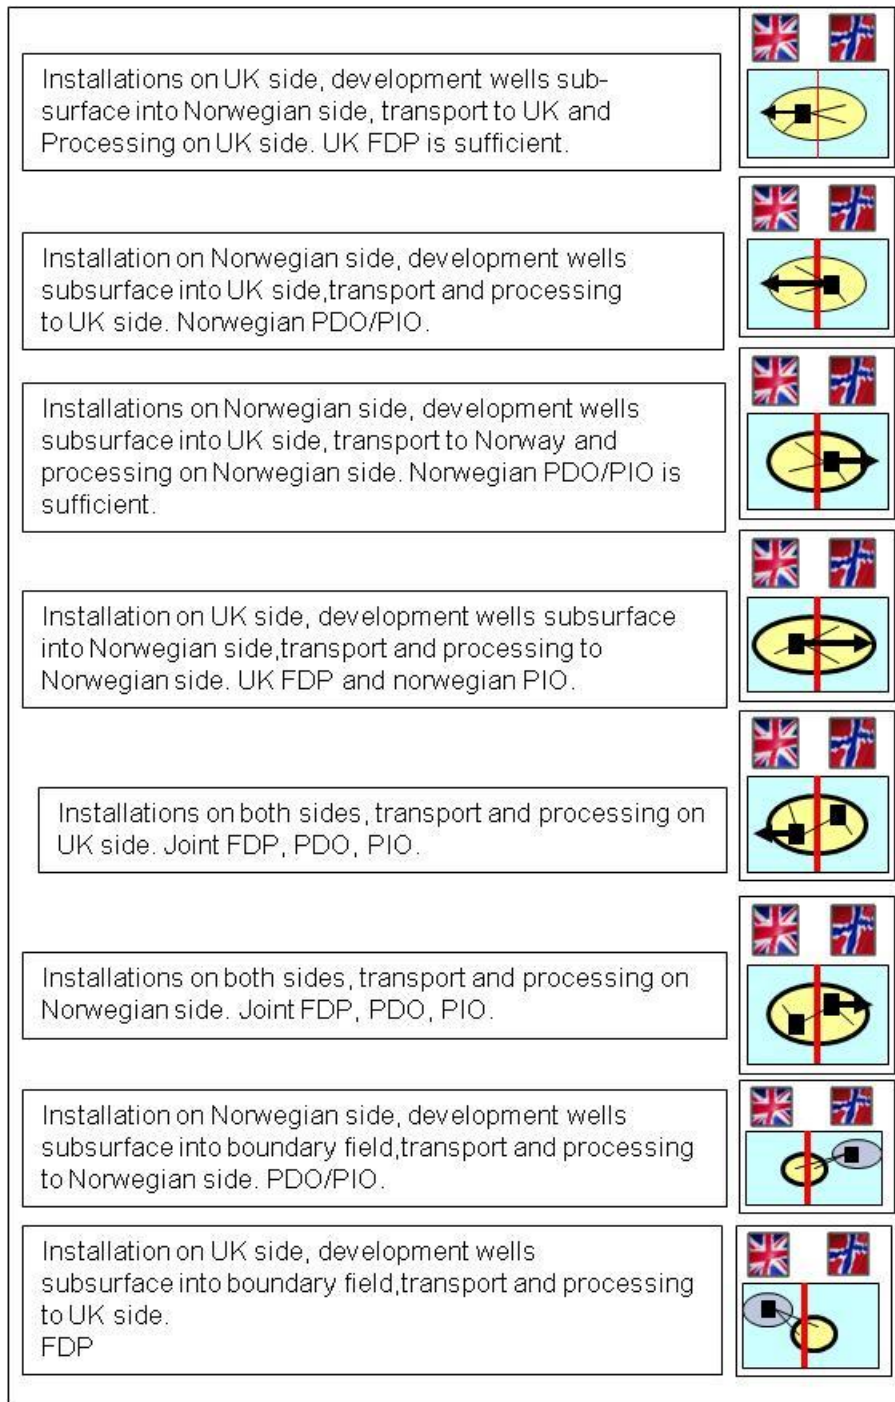 Installations on UK side, development wells sub-
surface into Norwegian side, transport to UK and
Processing on UK side. UK FDP is sufficient.
Installation on Norwegian side, development wells
subsurface into UK side,transport and processing
to UK side. Norwegian PDO/PIO.
Installations on Norwegian side, development wells
subsurface into UK side, transport to Norway and
processing on Norwegian side. Norwegian PDO/PIO is
sufficient.
Installation on UK side, development wells subsurface
into Norwegian side,transport and processing to
Norwegian side. UK FDP and norwegian PIO.
Installations on both sides, transport and processing on
UK side. Joint FDP, PDO, PIO.
Installations on both sides, transport and processing on
Norwegian side. Joint FDP, PDO, PIO.
Installation on Norwegian side, development wells
subsurface into boundary field,transport and processing
to Norwegian side. PDO/PIO.
Installation on UK side, development wells
subsurface into boundary field,transport and processing
to UK side.
FDP